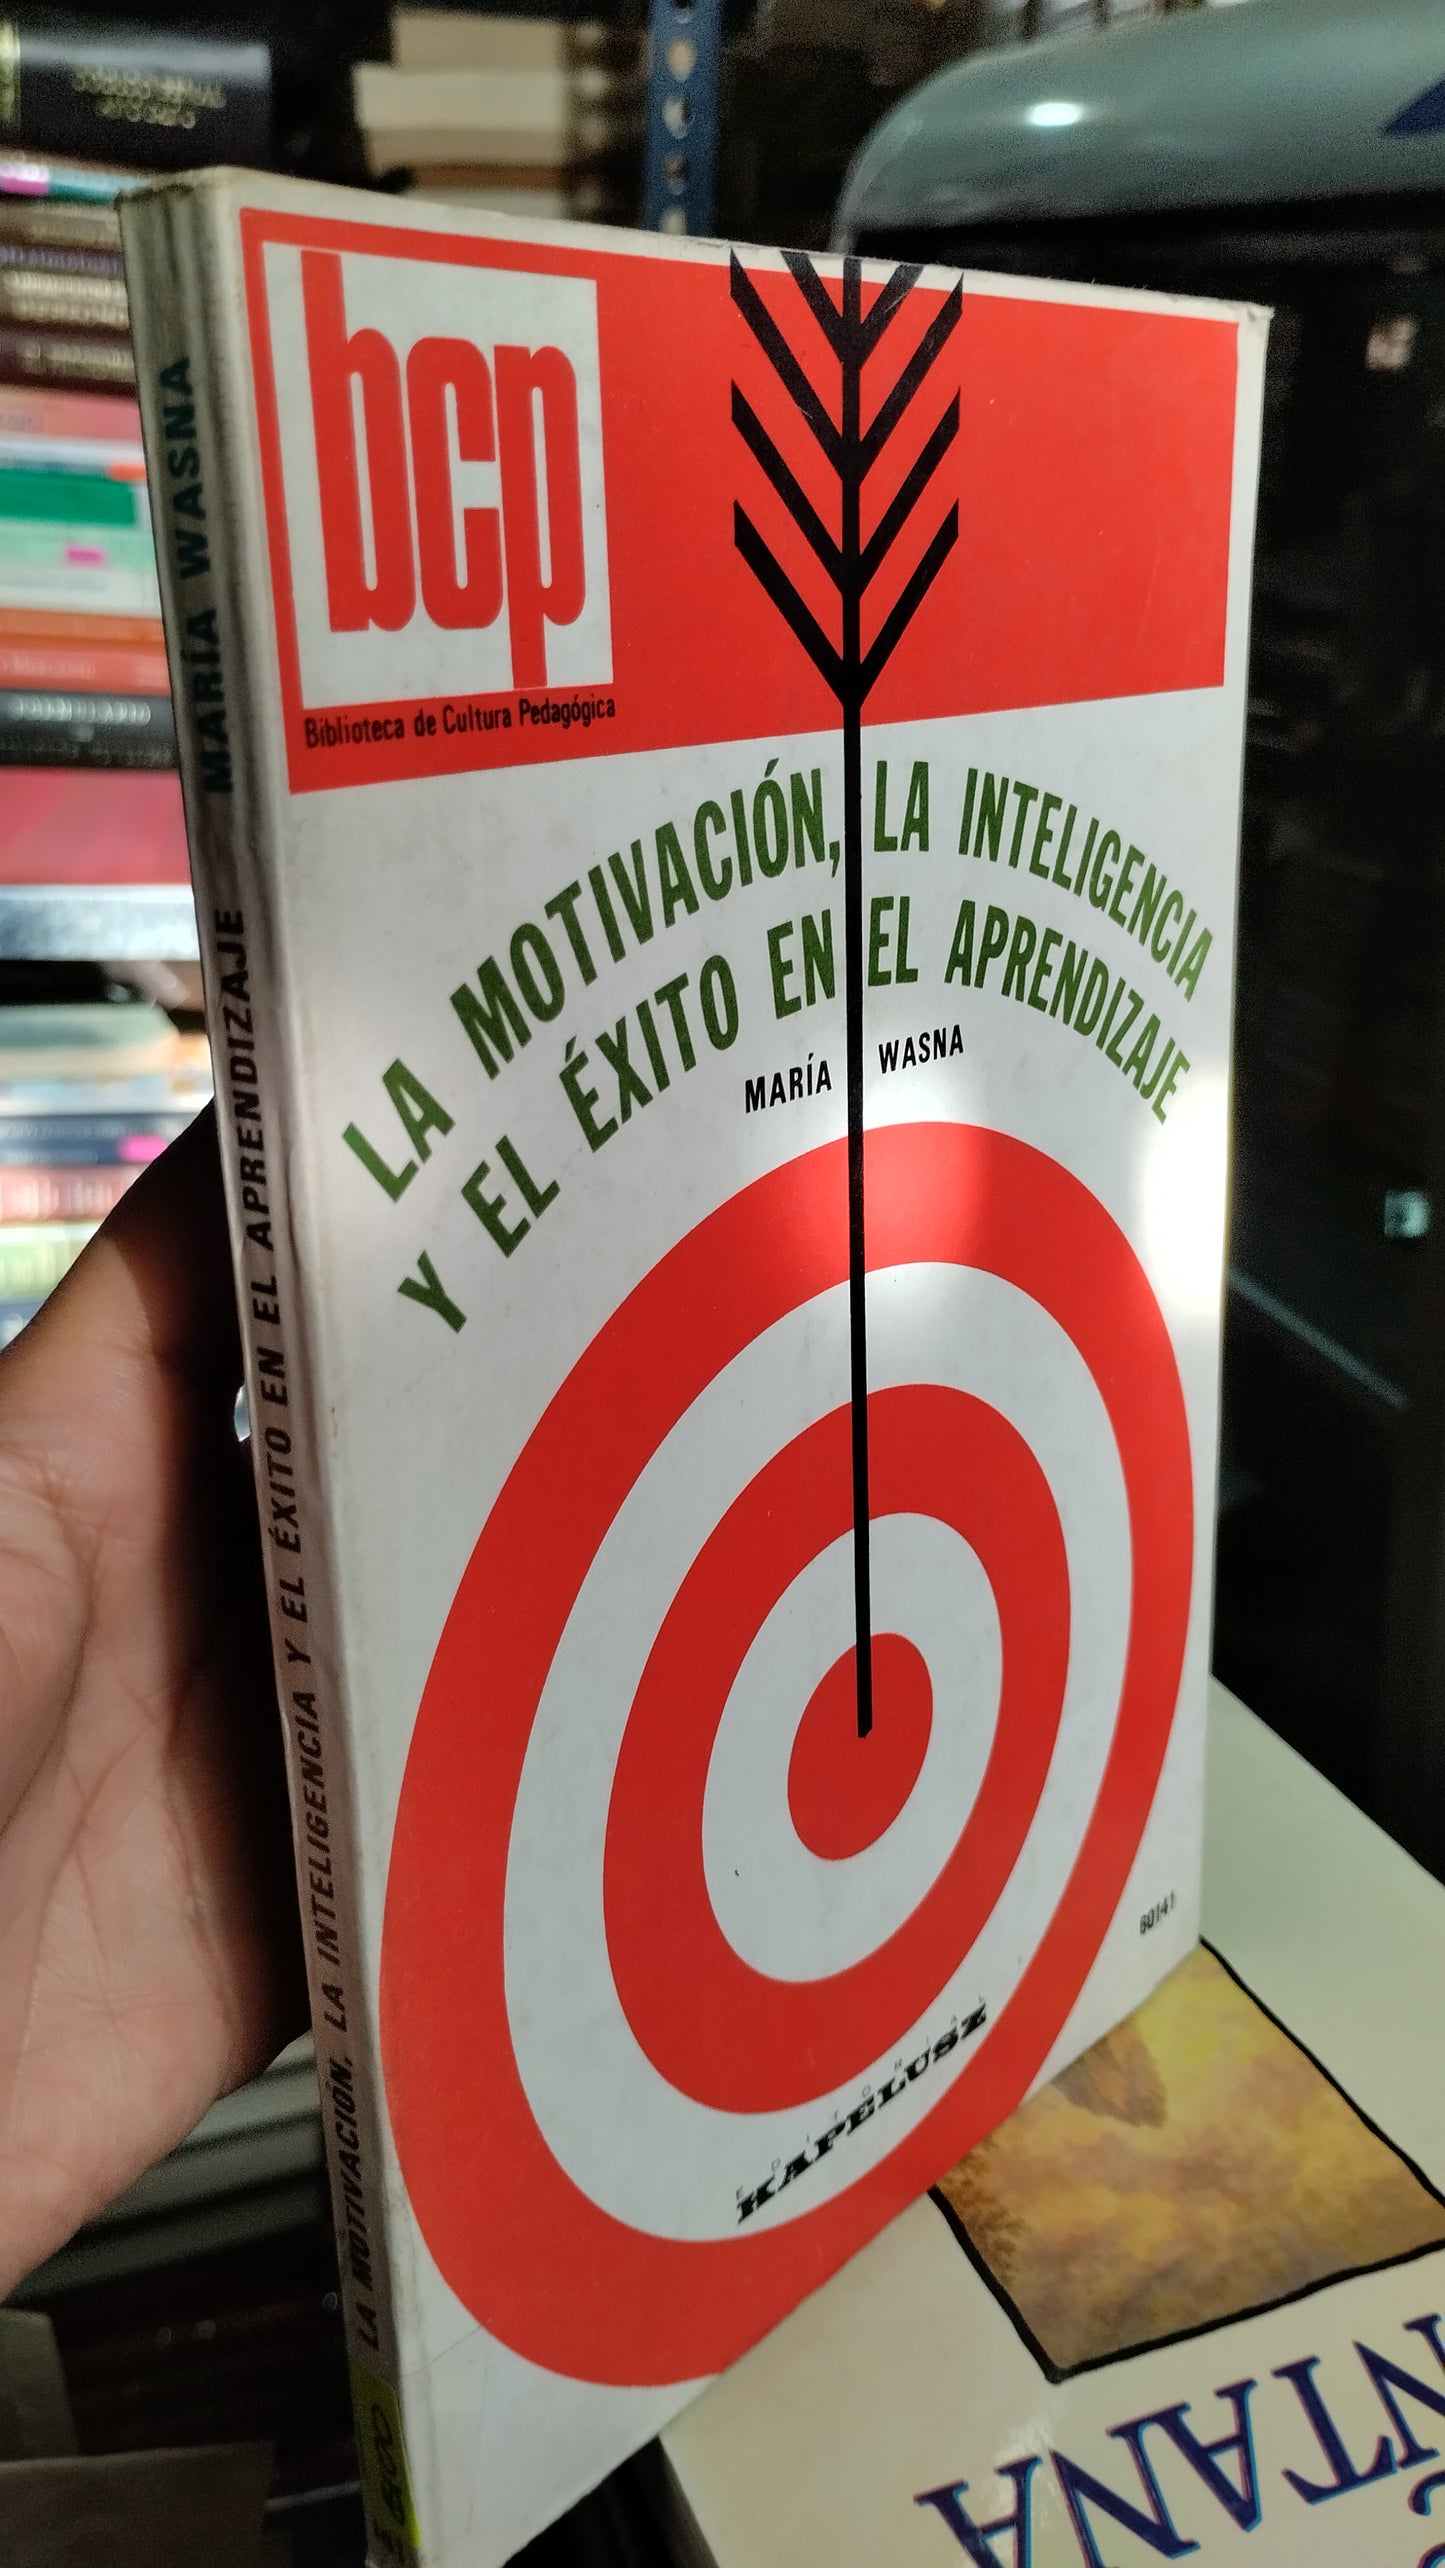 bcp
Biblioteca de Cultura Pedagógica
LA MOTIVACIÓN, LA INTELIGENCIA
Y EL ÉXITO EN EL APRENDIZAJE
MARÍA WASNA
80141
EDITORIAL
KAPELUSZ
LA MOTIVACIÓN, LA INTELIGENCIA Y EL ÉXITO EN EL APRENDIZAJE MARÍA WASNA